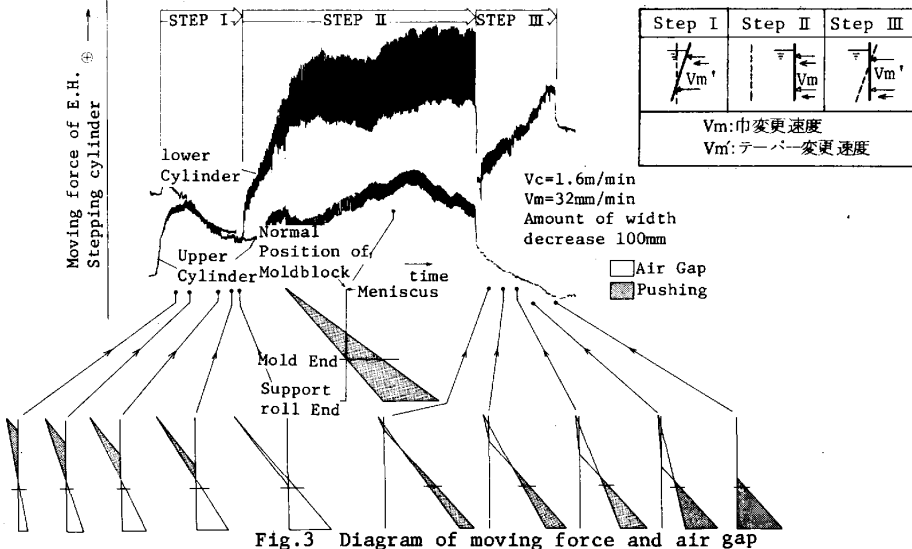 STEP I
STEP II
STEP III
Moving force of E.H.
Stepping cylinder
⊕
lower
Cylinder
Upper
Cylinder
Normal
Position of
Moldblock
time
Meniscus
Mold End
Support
roll End
Vc=1.6m/min
Vm=32mm/min
Amount of width
decrease 100mm
Air Gap
Pushing
Step I
Step II
Step III
Vm'
Vm
Vm'
Vm:巾変更速度
Vm':テーパー変更速度
Fig.3 Diagram of moving force and air gap